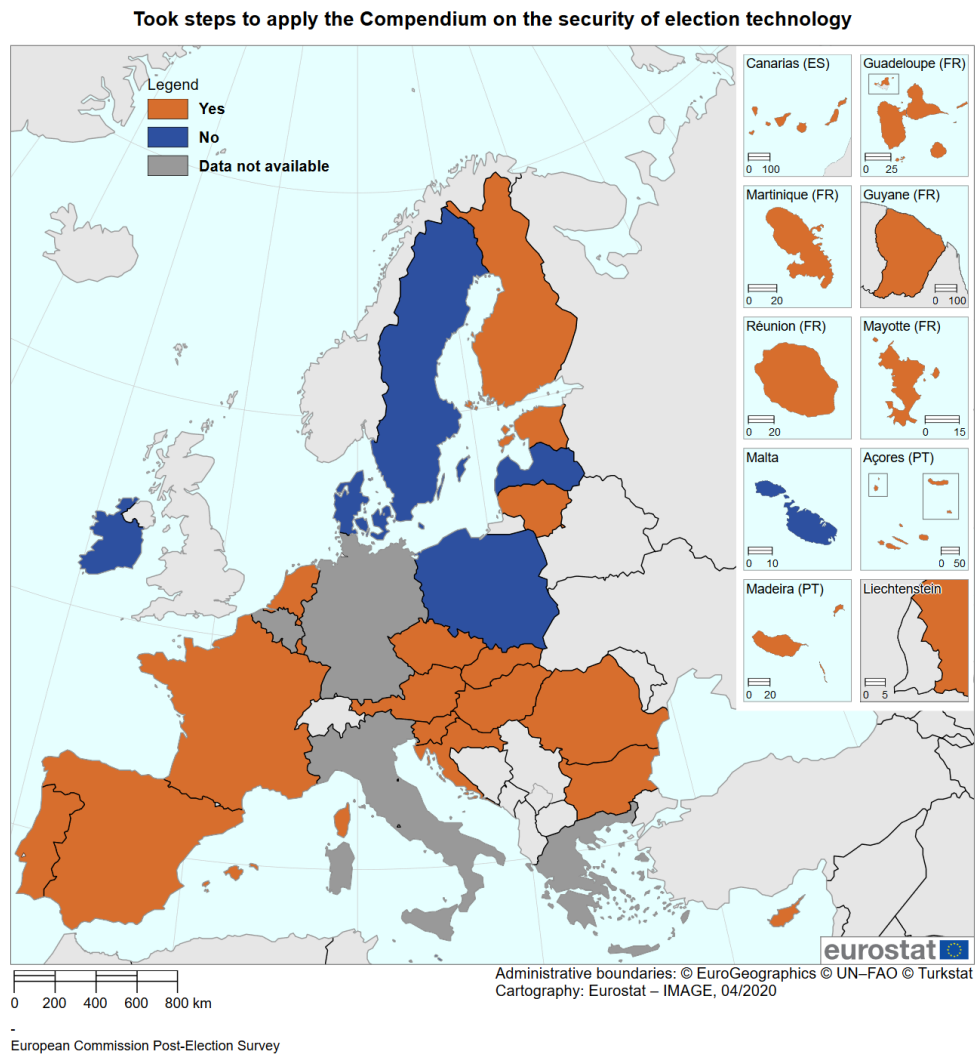 Took steps to apply the Compendium on the security of election technology
Legend
Yes
No
Data not available
Canarias (ES)
0 100
Guadeloupe (FR)
0 25
Martinique (FR)
0 20
Guyane (FR)
0 100
Réunion (FR)
0 20
Mayotte (FR)
0 15
Malta
0 10
Açores (PT)
0 50
Madeira (PT)
0 20
Liechtenstein
0 5
eurostat
Administrative boundaries: © EuroGeographics © UN–FAO © Turkstat
Cartography: Eurostat – IMAGE, 04/2020
0 200 400 600 800 km
-
European Commission Post-Election Survey